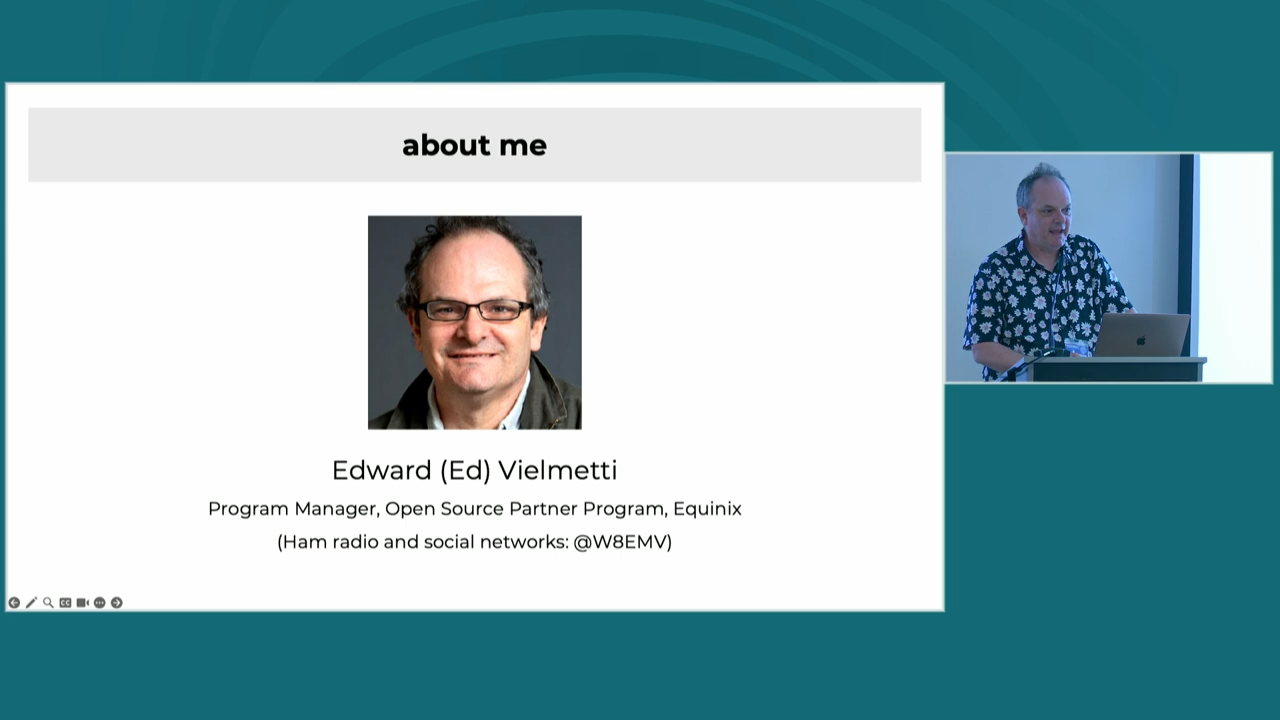 about me
Edward (Ed) Vielmetti
Program Manager, Open Source Partner Program, Equinix
(Ham radio and social networks: @W8EMV)